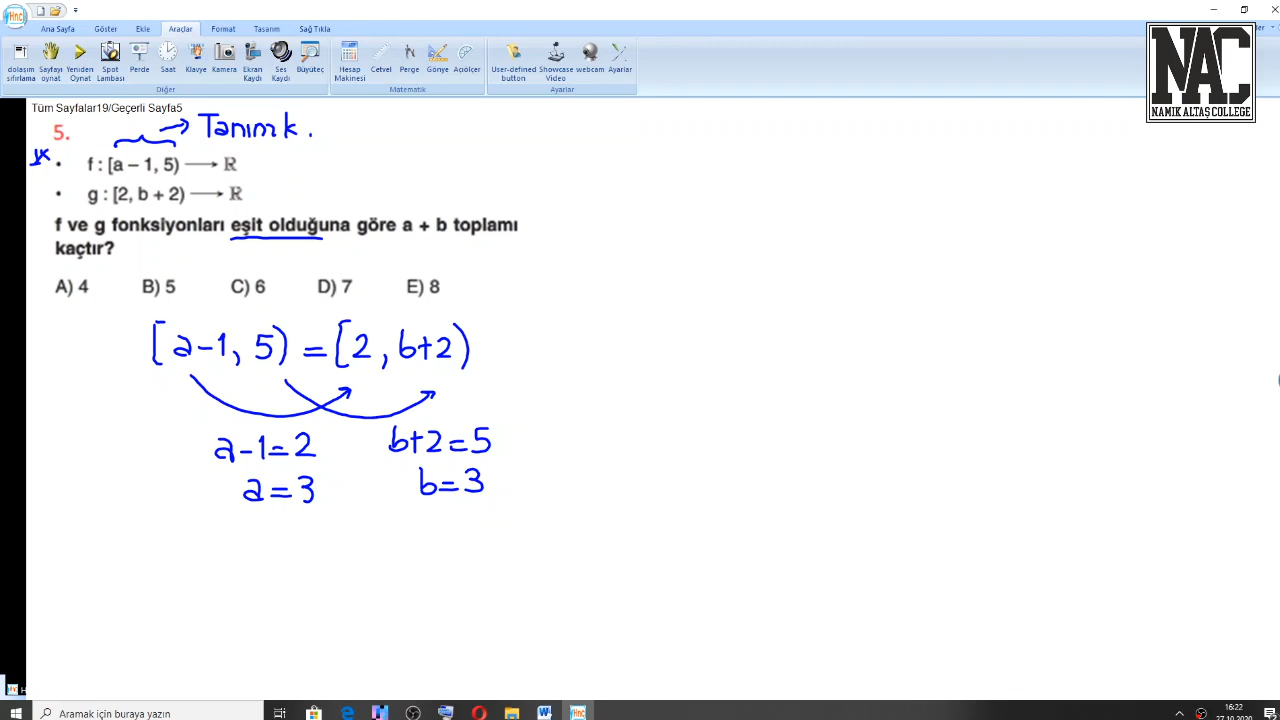 Ana Sayfa Göster Ekle Araçlar Format Tasarım Sağ Tıkla
dolaşım sıfırlama Sayfayı oynat Yeniden Oynat Spot Lambası Perde Saat Klavye Kamera Ekran Kaydı Ses Kaydı Büyüteç Hesap Makinesi Cetvel Perge Gönye Açıölçer User-defined button Showcase Video webcam Ayarlar
Diğer Matematik Ayarlar
NAC
NAMIK ALTAŞ COLLEGE
Tüm Sayfalar19/Geçerli Sayfa5
5. Tanım k.
• f : [a – 1, 5) ⟶ ℝ
• g : [2, b + 2) ⟶ ℝ
f ve g fonksiyonları eşit olduğuna göre a + b toplamı
kaçtır?
A) 4 B) 5 C) 6 D) 7 E) 8
[a-1, 5) = [2, b+2)
a-1=2 b+2=5
a=3 b=3
Aramak için buraya yazın
16:22
27.10.2020